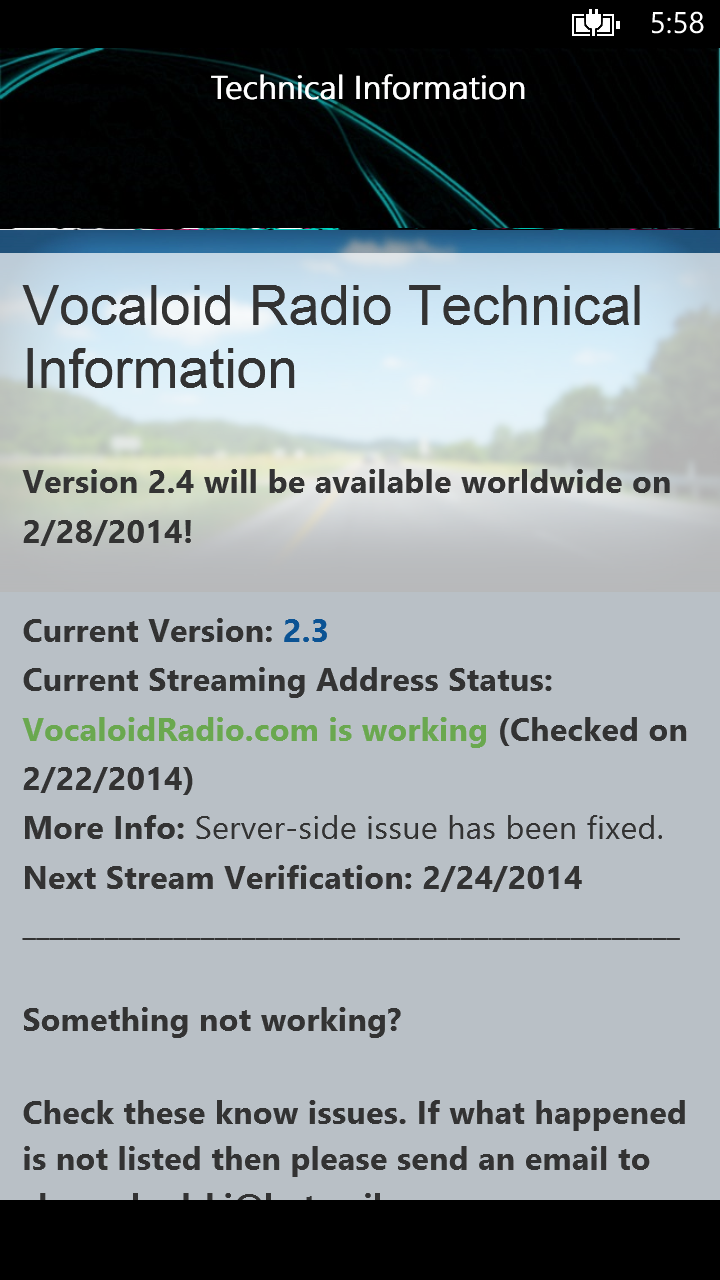 5:58
Technical Information
Vocaloid Radio Technical
Information
Version 2.4 will be available worldwide on
2/28/2014!
Current Version: 2.3
Current Streaming Address Status:
VocaloidRadio.com is working (Checked on
2/22/2014)
More Info: Server-side issue has been fixed.
Next Stream Verification: 2/24/2014
Something not working?
Check these know issues. If what happened
is not listed then please send an email to